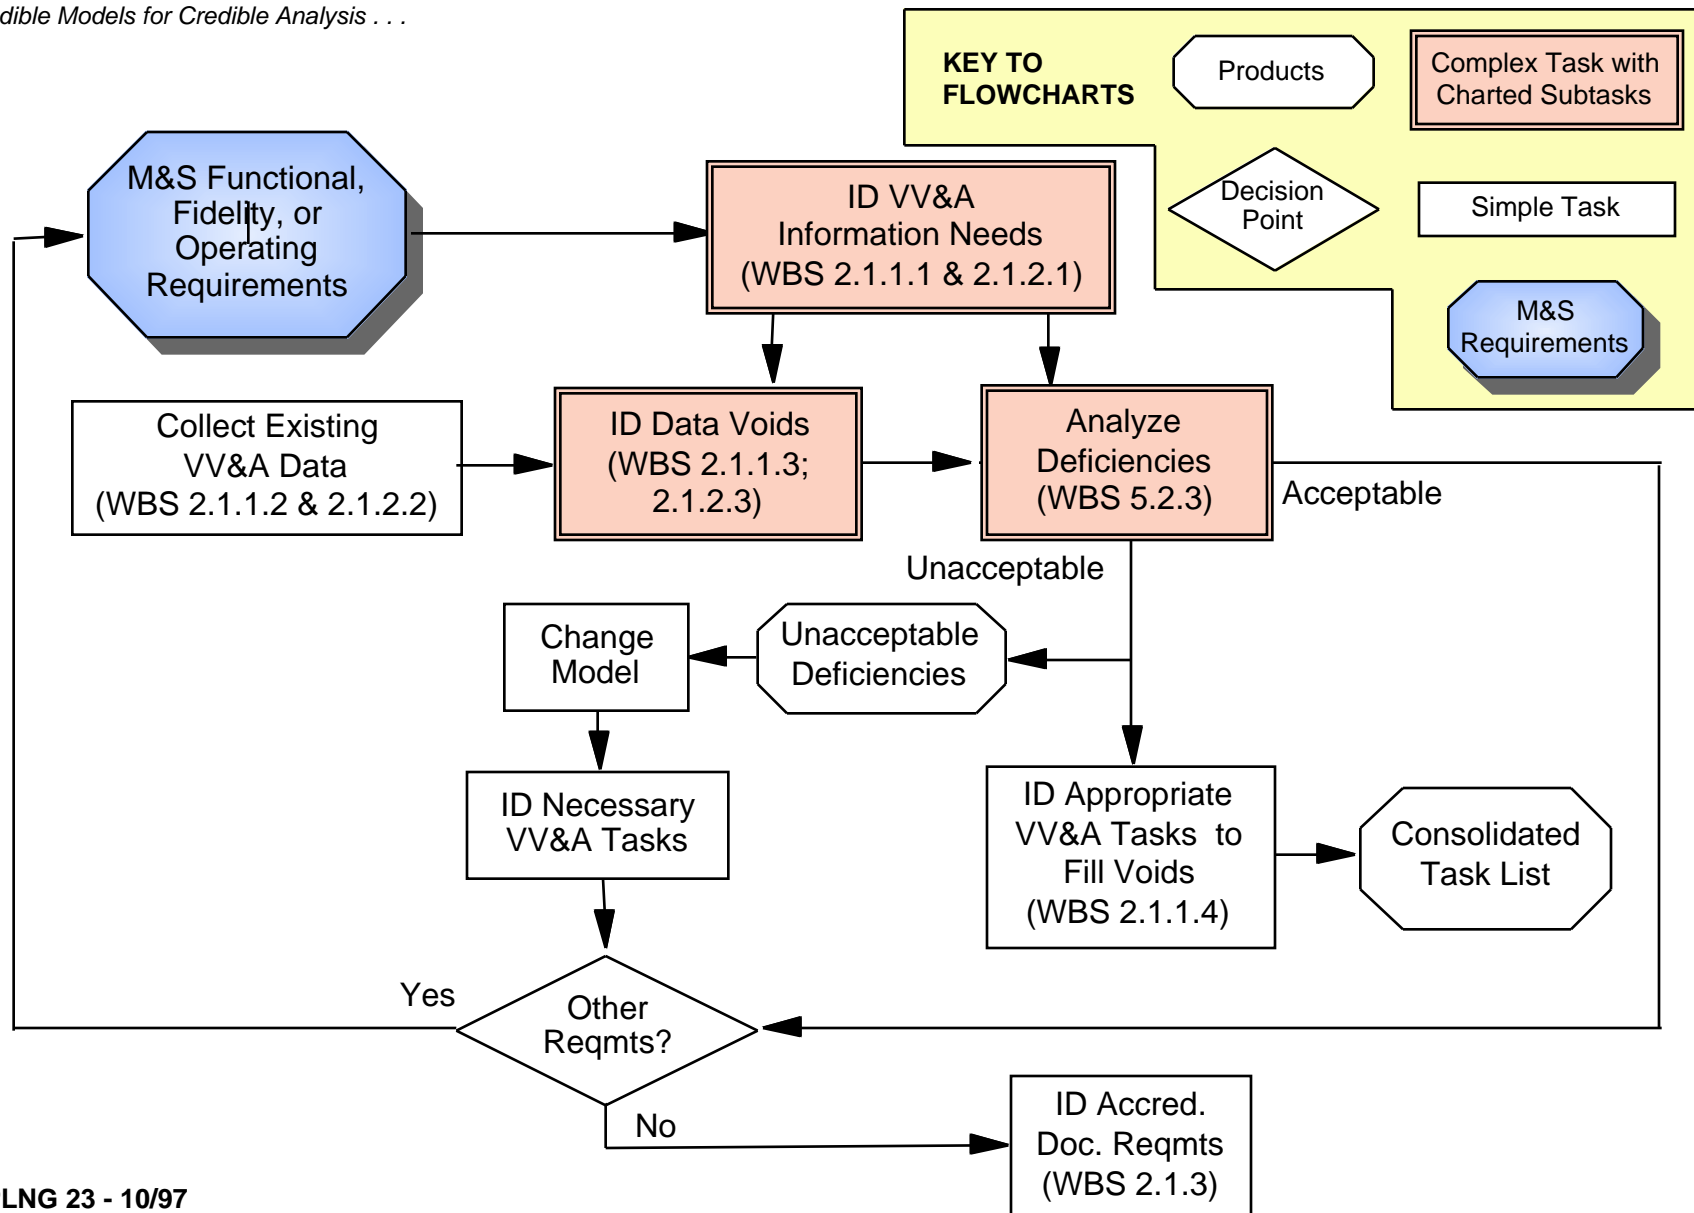 dible Models for Credible Analysis . . .
KEY TO
FLOWCHARTS
Products
Complex Task with
Charted Subtasks
Decision
Point
Simple Task
M&S
Requirements
M&S Functional,
Fidelity, or
Operating
Requirements
ID VV&A
Information Needs
(WBS 2.1.1.1 & 2.1.2.1)
Collect Existing
VV&A Data
(WBS 2.1.1.2 & 2.1.2.2)
ID Data Voids
(WBS 2.1.1.3;
2.1.2.3)
Analyze
Deficiencies
(WBS 5.2.3)
Acceptable
Unacceptable
Change
Model
Unacceptable
Deficiencies
ID Necessary
VV&A Tasks
ID Appropriate
VV&A Tasks to
Fill Voids
(WBS 2.1.1.4)
Consolidated
Task List
Yes
Other
Reqmts?
No
ID Accred.
Doc. Reqmts
(WBS 2.1.3)
LNG 23 - 10/97